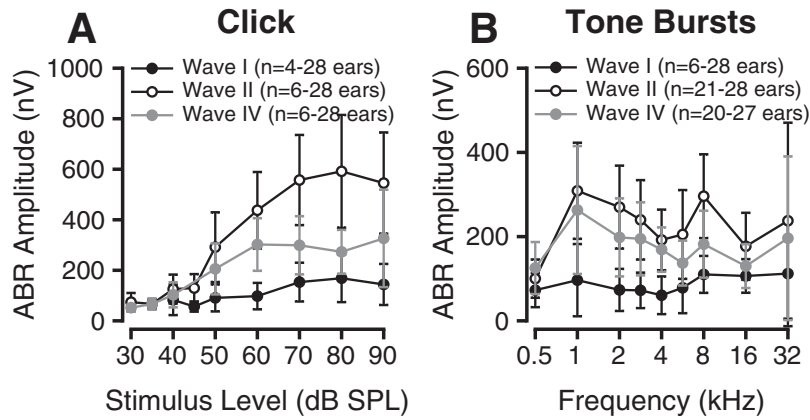 A Click
1000
800
600
400
200
0
ABR Amplitude (nV)
Wave I (n=4-28 ears)
Wave II (n=6-28 ears)
Wave IV (n=6-28 ears)
30 40 50 60 70 80 90
Stimulus Level (dB SPL)
B Tone Bursts
600
400
200
0
ABR Amplitude (nV)
Wave I (n=6-28 ears)
Wave II (n=21-28 ears)
Wave IV (n=20-27 ears)
0.5 1 2 4 8 16 32
Frequency (kHz)